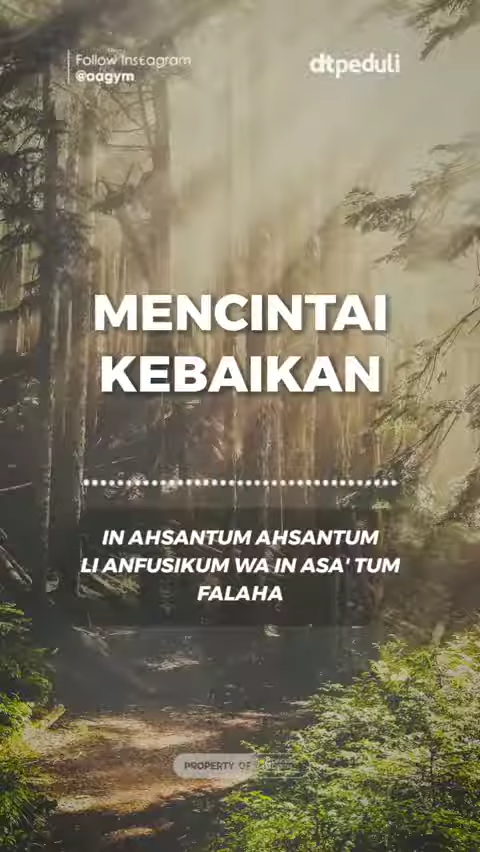 Follow Instagram
@aagym
dtpeduli
MENCINTAI
KEBAIKAN
IN AHSANTUM AHSANTUM
LI ANFUSIKUM WA IN ASA' TUM
FALAHA
PROPERTY OF